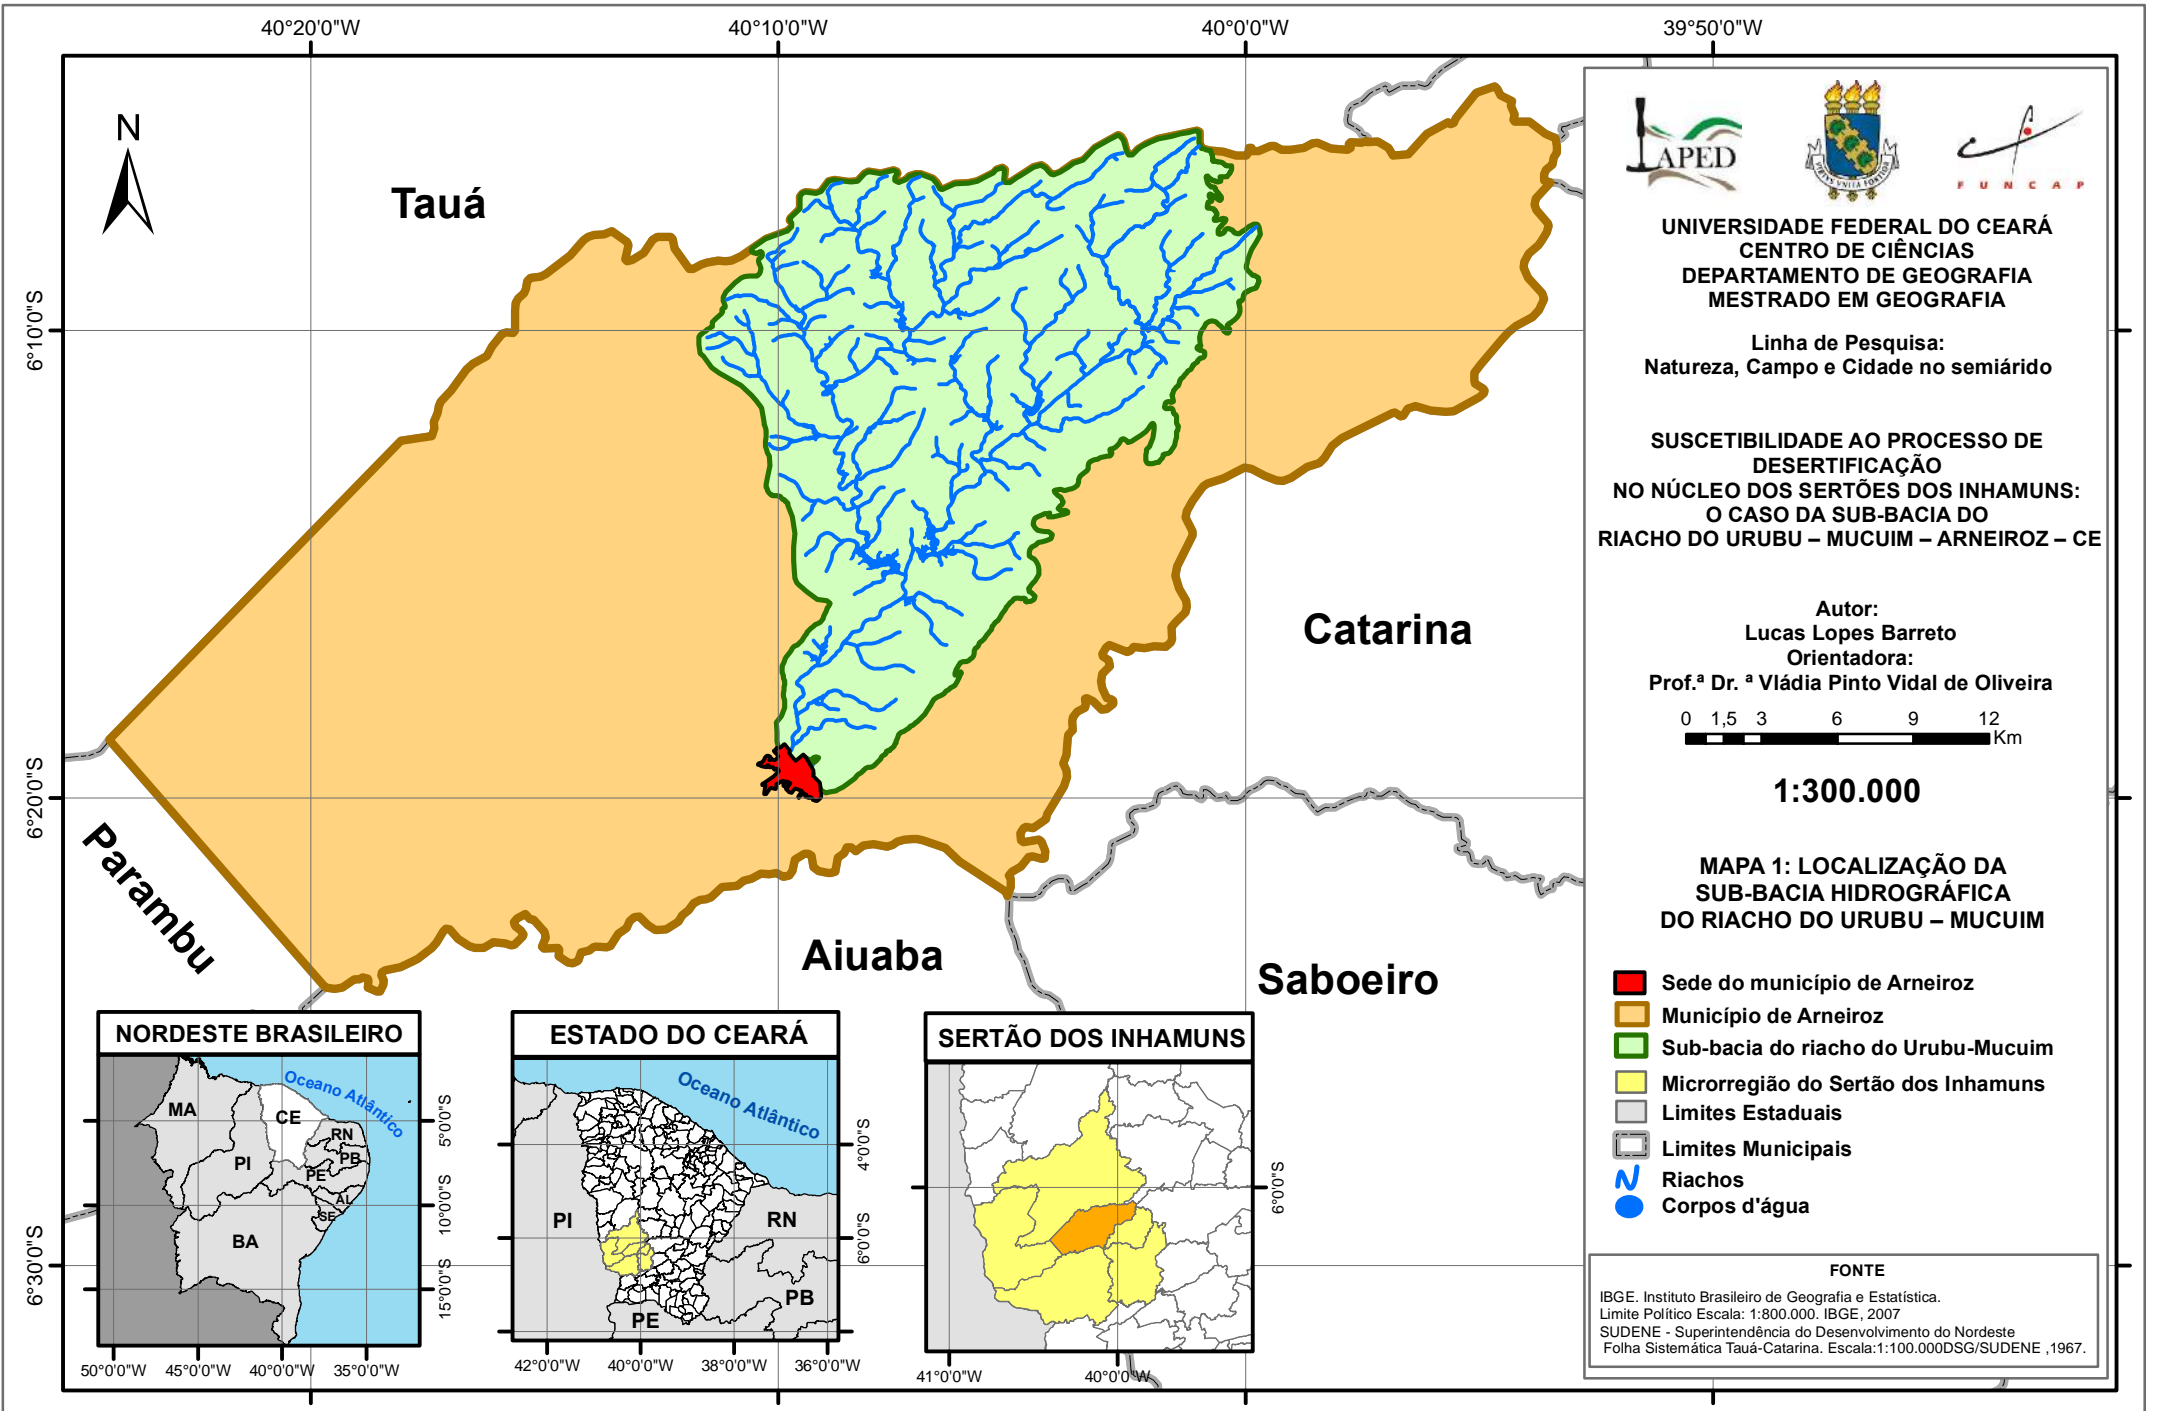 40°20'0"W
40°10'0"W
40°0'0"W
39°50'0"W
6°10'0"S
6°20'0"S
6°30'0"S
N
Tauá
Catarina
Parambu
Aiuaba
Saboeiro
APED
VIRTVS VNITA FORTIOR
FUNCAP
UNIVERSIDADE FEDERAL DO CEARÁ
CENTRO DE CIÊNCIAS
DEPARTAMENTO DE GEOGRAFIA
MESTRADO EM GEOGRAFIA
Linha de Pesquisa:
Natureza, Campo e Cidade no semiárido
SUSCETIBILIDADE AO PROCESSO DE
DESERTIFICAÇÃO
NO NÚCLEO DOS SERTÕES DOS INHAMUNS:
O CASO DA SUB-BACIA DO
RIACHO DO URUBU – MUCUIM – ARNEIROZ – CE
Autor:
Lucas Lopes Barreto
Orientadora:
Prof.ª Dr. ª Vládia Pinto Vidal de Oliveira
0 1,5 3 6 9 12
Km
1:300.000
MAPA 1: LOCALIZAÇÃO DA
SUB-BACIA HIDROGRÁFICA
DO RIACHO DO URUBU – MUCUIM
Sede do município de Arneiroz
Município de Arneiroz
Sub-bacia do riacho do Urubu-Mucuim
Microrregião do Sertão dos Inhamuns
Limites Estaduais
Limites Municipais
Riachos
Corpos d'água
FONTE
IBGE. Instituto Brasileiro de Geografia e Estatística.
Limite Político Escala: 1:800.000. IBGE, 2007
SUDENE - Superintendência do Desenvolvimento do Nordeste
Folha Sistemática Tauá-Catarina. Escala:1:100.000DSG/SUDENE ,1967.
NORDESTE BRASILEIRO
Oceano Atlântico
MA
CE
RN
PB
PI
PE
AL
SE
BA
5°0'0"S
10°0'0"S
15°0'0"S
50°0'0"W
45°0'0"W
40°0'0"W
35°0'0"W
ESTADO DO CEARÁ
Oceano Atlântico
PI
RN
PB
PE
4°0'0"S
6°0'0"S
42°0'0"W
40°0'0"W
38°0'0"W
36°0'0"W
SERTÃO DOS INHAMUNS
6°0'0"S
41°0'0"W
40°0'0"W